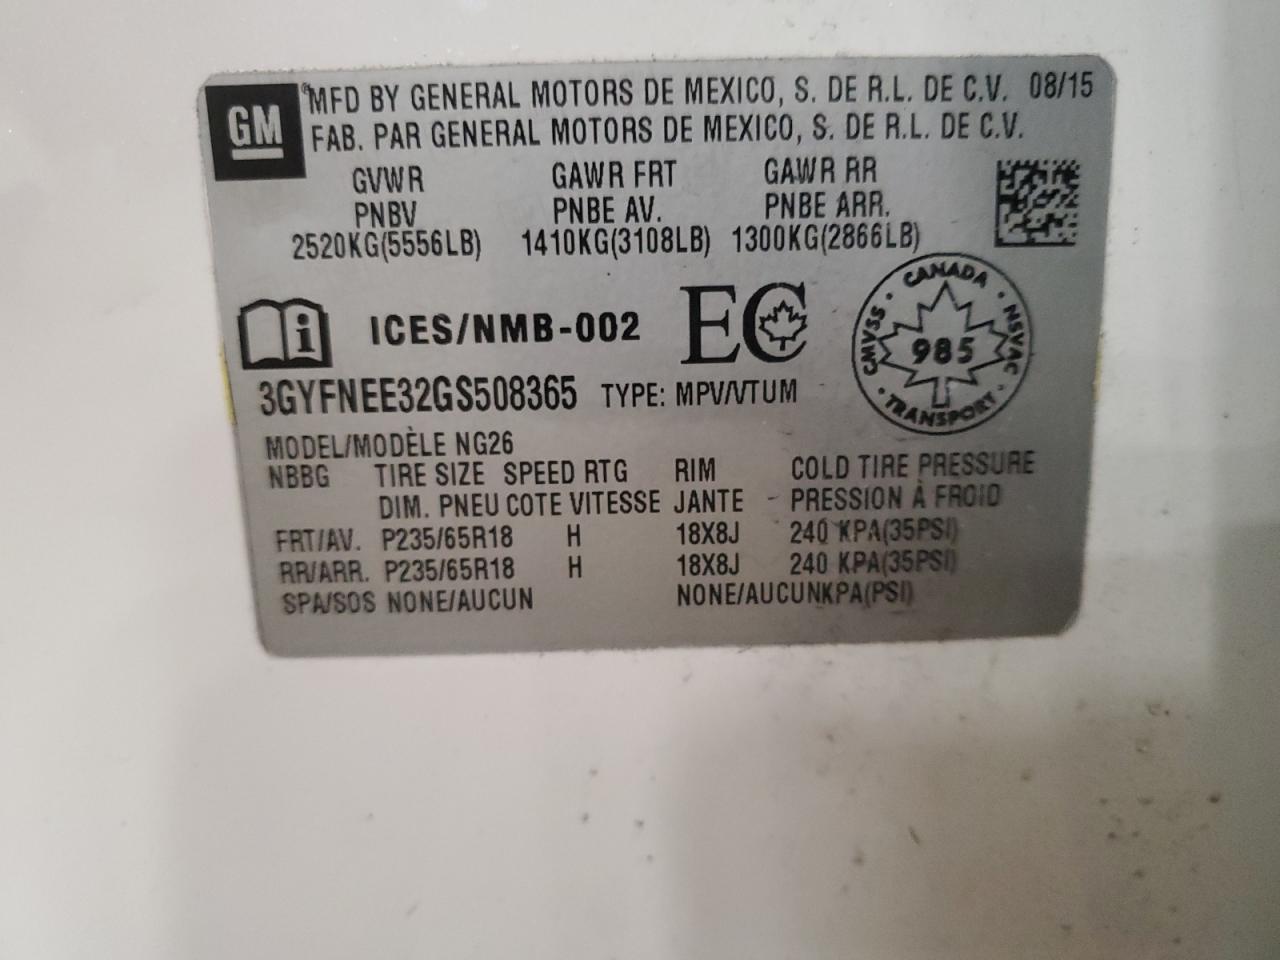 GM
MFD BY GENERAL MOTORS DE MEXICO, S. DE R.L. DE C.V. 08/15
FAB. PAR GENERAL MOTORS DE MEXICO, S. DE R.L. DE C.V.
GVWR GAWR FRT GAWR RR
PNBV PNBE AV. PNBE ARR.
2520KG(5556LB) 1410KG(3108LB) 1300KG(2866LB)
i ICES/NMB-002 EC
CANADA
CMVSS 985 NSVAC
TRANSPORT
3GYFNEE32GS508365 TYPE: MPV/VTUM
MODEL/MODÈLE NG26
NBBG TIRE SIZE SPEED RTG RIM COLD TIRE PRESSURE
DIM. PNEU COTE VITESSE JANTE PRESSION À FROID
FRT/AV. P235/65R18 H 18X8J 240 KPA(35PSI)
RR/ARR. P235/65R18 H 18X8J 240 KPA(35PSI)
SPA/SOS NONE/AUCUN NONE/AUCUNKPA(PSI)